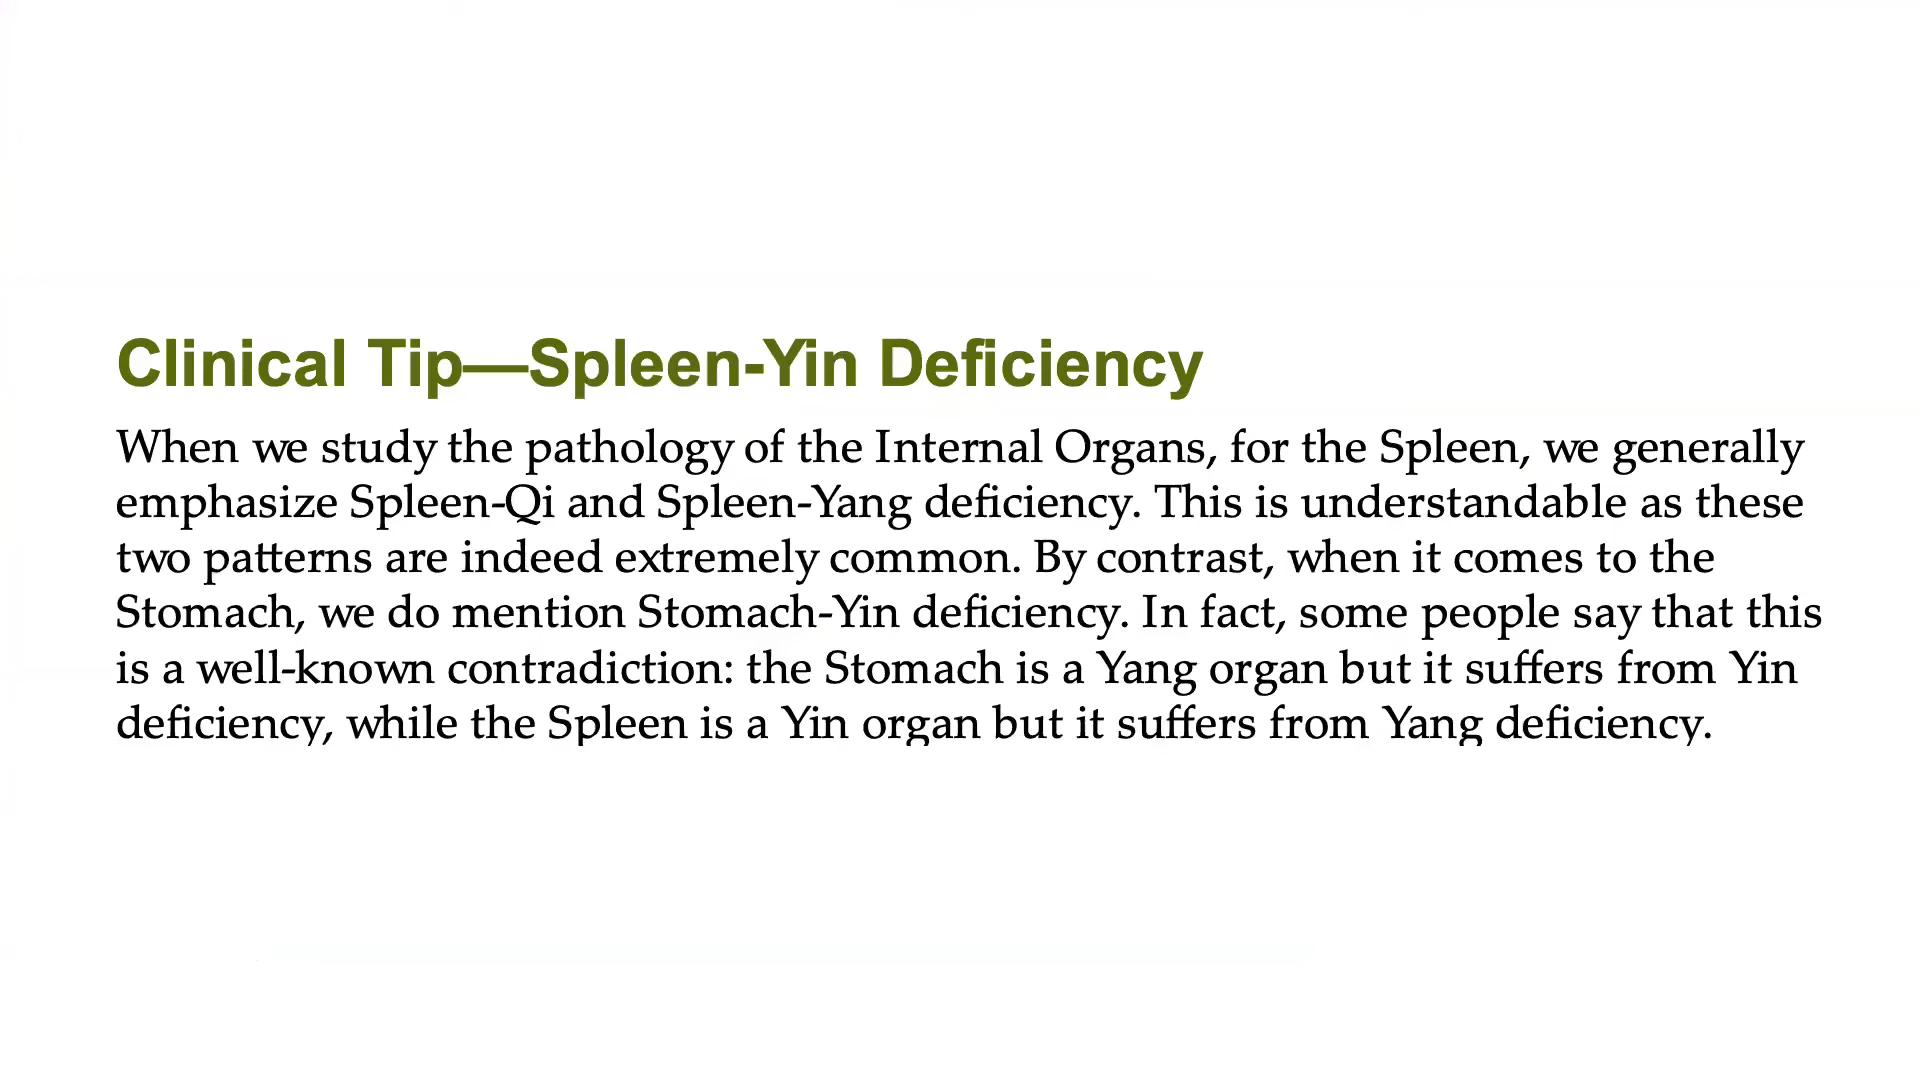 Clinical Tip—Spleen-Yin Deficiency
When we study the pathology of the Internal Organs, for the Spleen, we generally
emphasize Spleen-Qi and Spleen-Yang deficiency. This is understandable as these
two patterns are indeed extremely common. By contrast, when it comes to the
Stomach, we do mention Stomach-Yin deficiency. In fact, some people say that this
is a well-known contradiction: the Stomach is a Yang organ but it suffers from Yin
deficiency, while the Spleen is a Yin organ but it suffers from Yang deficiency.